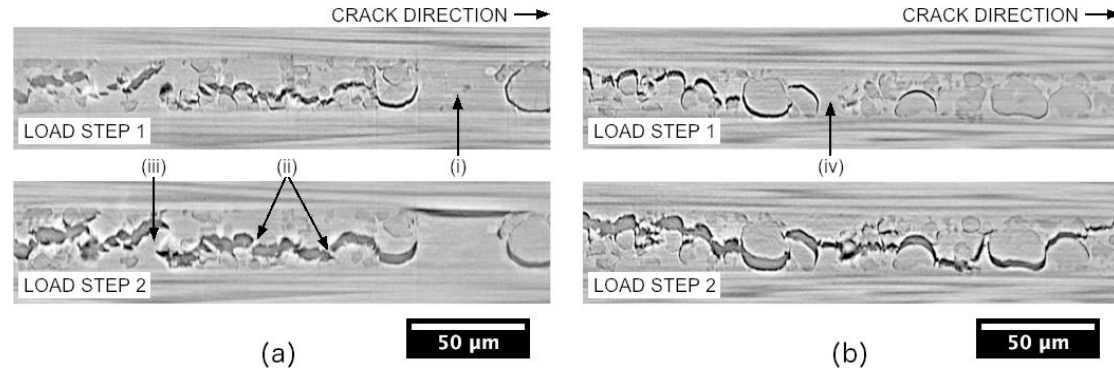 CRACK DIRECTION
LOAD STEP 1
(iii)
(ii)
(i)
LOAD STEP 2
50 µm
(a)
CRACK DIRECTION
LOAD STEP 1
(iv)
LOAD STEP 2
50 µm
(b)